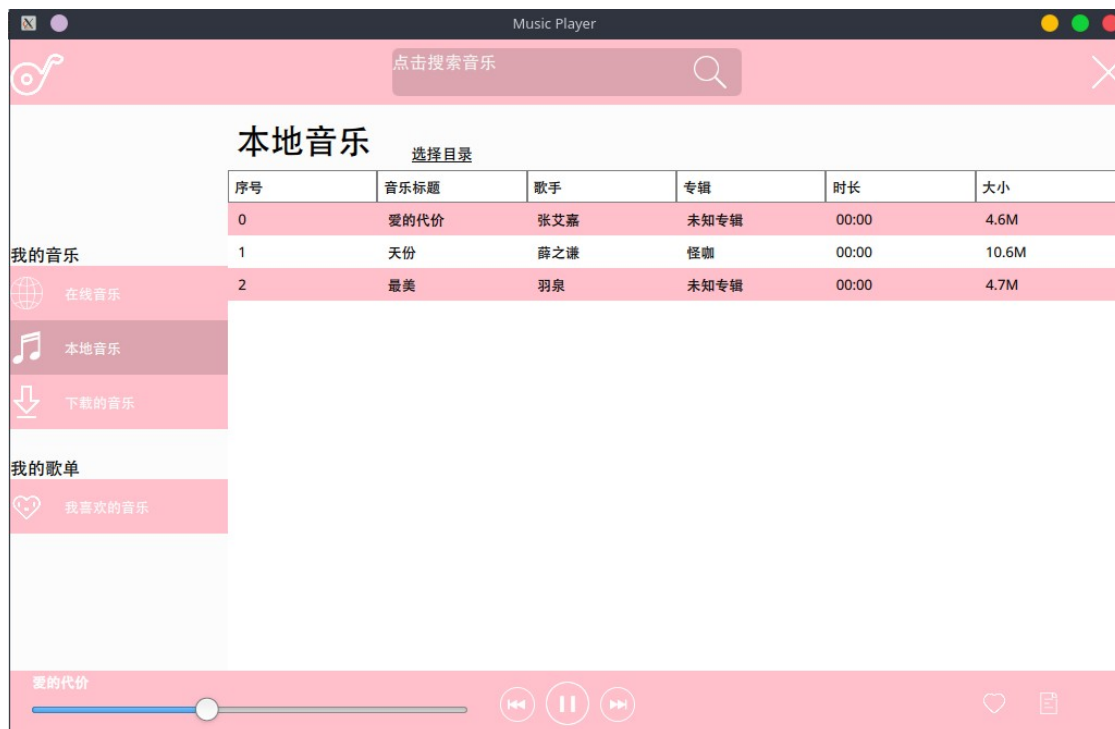 Music Player
点击搜索音乐
本地音乐 选择目录
序号 音乐标题 歌手 专辑 时长 大小
0 爱的代价 张艾嘉 未知专辑 00:00 4.6M
1 天份 薛之谦 怪咖 00:00 10.6M
2 最美 羽泉 未知专辑 00:00 4.7M
我的音乐
在线音乐
本地音乐
下载的音乐
我的歌单
我喜欢的音乐
爱的代价